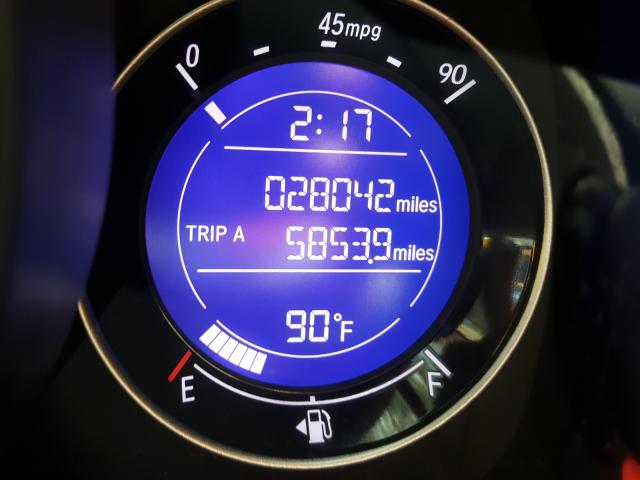 45mpg
0 90
2:17
028042 miles
TRIP A 5853.9 miles
90°F
E F